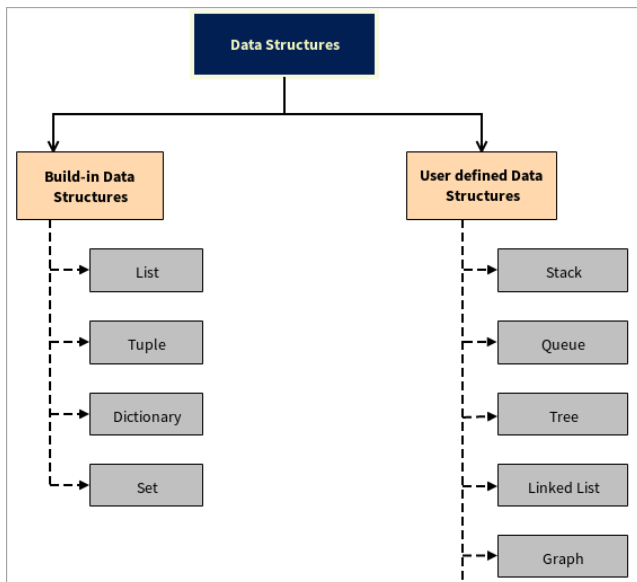 Data Structures
Build-in Data
Structures
User defined Data
Structures
List
Stack
Tuple
Queue
Dictionary
Tree
Set
Linked List
Graph